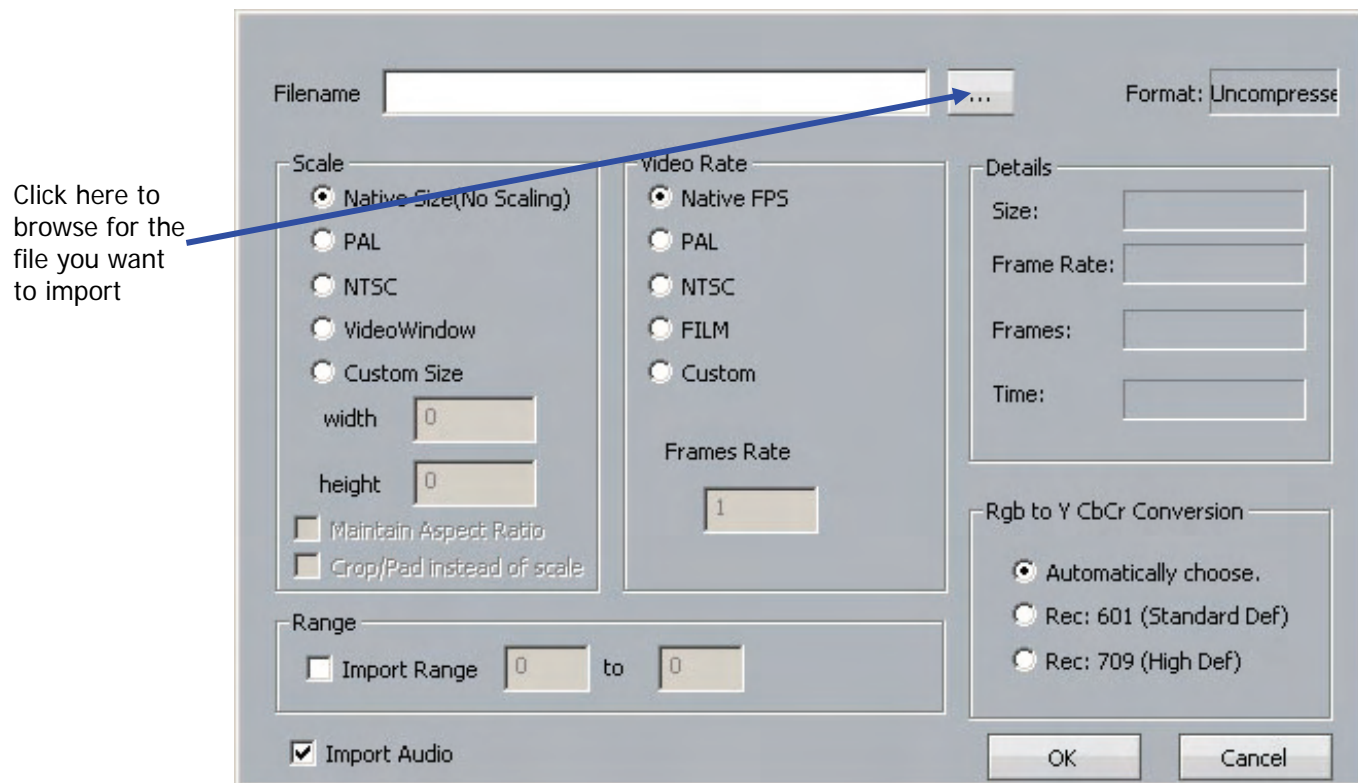 Filename
...
Format: Uncompresse
Click here to
browse for the
file you want
to import
Scale
Native Size(No Scaling)
PAL
NTSC
VideoWindow
Custom Size
width 0
height 0
Maintain Aspect Ratio
Crop/Pad instead of scale
Video Rate
Native FPS
PAL
NTSC
FILM
Custom
Frames Rate
1
Details
Size:
Frame Rate:
Frames:
Time:
Rgb to Y CbCr Conversion
Automatically choose.
Rec: 601 (Standard Def)
Rec: 709 (High Def)
Range
Import Range 0 to 0
Import Audio
OK
Cancel